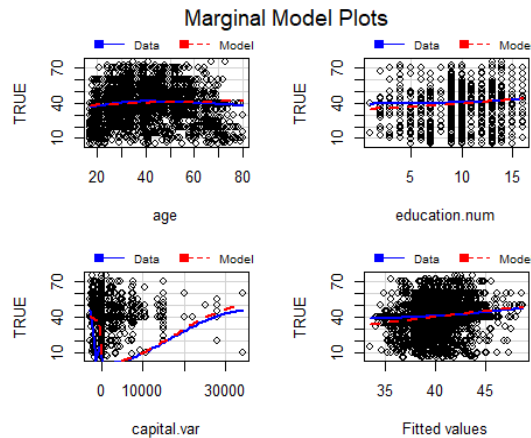 Marginal Model Plots
Data Model
TRUE
70
40
10
20 40 60 80
age
Data Model
TRUE
70
40
10
5 10 15
education.num
Data Model
TRUE
70
40
10
0 10000 30000
capital.var
Data Model
TRUE
70
40
10
35 40 45
Fitted values